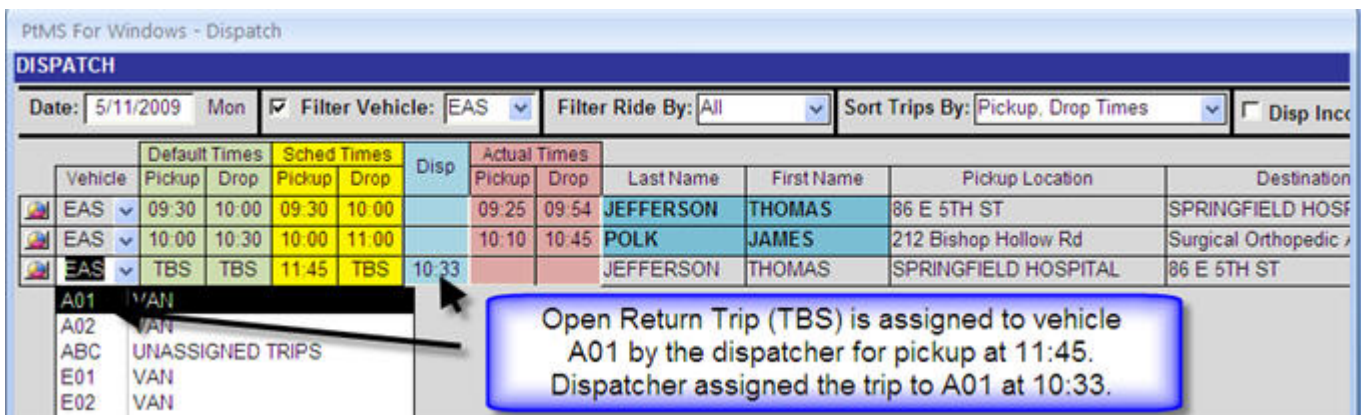 PtMS For Windows - Dispatch
DISPATCH
Date: 5/11/2009 Mon Filter Vehicle: EAS Filter Ride By: All Sort Trips By: Pickup, Drop Times Disp Inco
Default Times Sched Times Disp Actual Times
Vehicle Pickup Drop Pickup Drop Pickup Drop Last Name First Name Pickup Location Destination
EAS 09:30 10:00 09:30 10:00 09:25 09:54 JEFFERSON THOMAS 86 E 5TH ST SPRINGFIELD HOSP
EAS 10:00 10:30 10:00 11:00 10:10 10:45 POLK JAMES 212 Bishop Hollow Rd Surgical Orthopedic
EAS TBS TBS 11:45 TBS 10:33 JEFFERSON THOMAS SPRINGFIELD HOSPITAL 86 E 5TH ST
A01 VAN
A02 VAN
ABC UNASSIGNED TRIPS
E01 VAN
E02 VAN
Open Return Trip (TBS) is assigned to vehicle
A01 by the dispatcher for pickup at 11:45.
Dispatcher assigned the trip to A01 at 10:33.